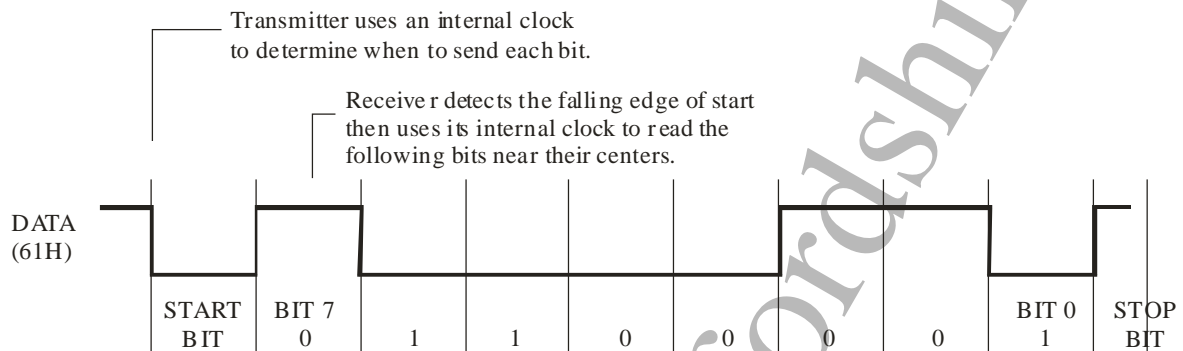 Transmitter uses an internal clock
to determine when to send each bit.
Receive r detects the falling edge of start
then uses its internal clock to read the
following bits near their centers.
DATA
(61H)
START
BIT
BIT 7
BIT 0
STOP
BIT
0 1 1 0 0 0 0 1
ordshi